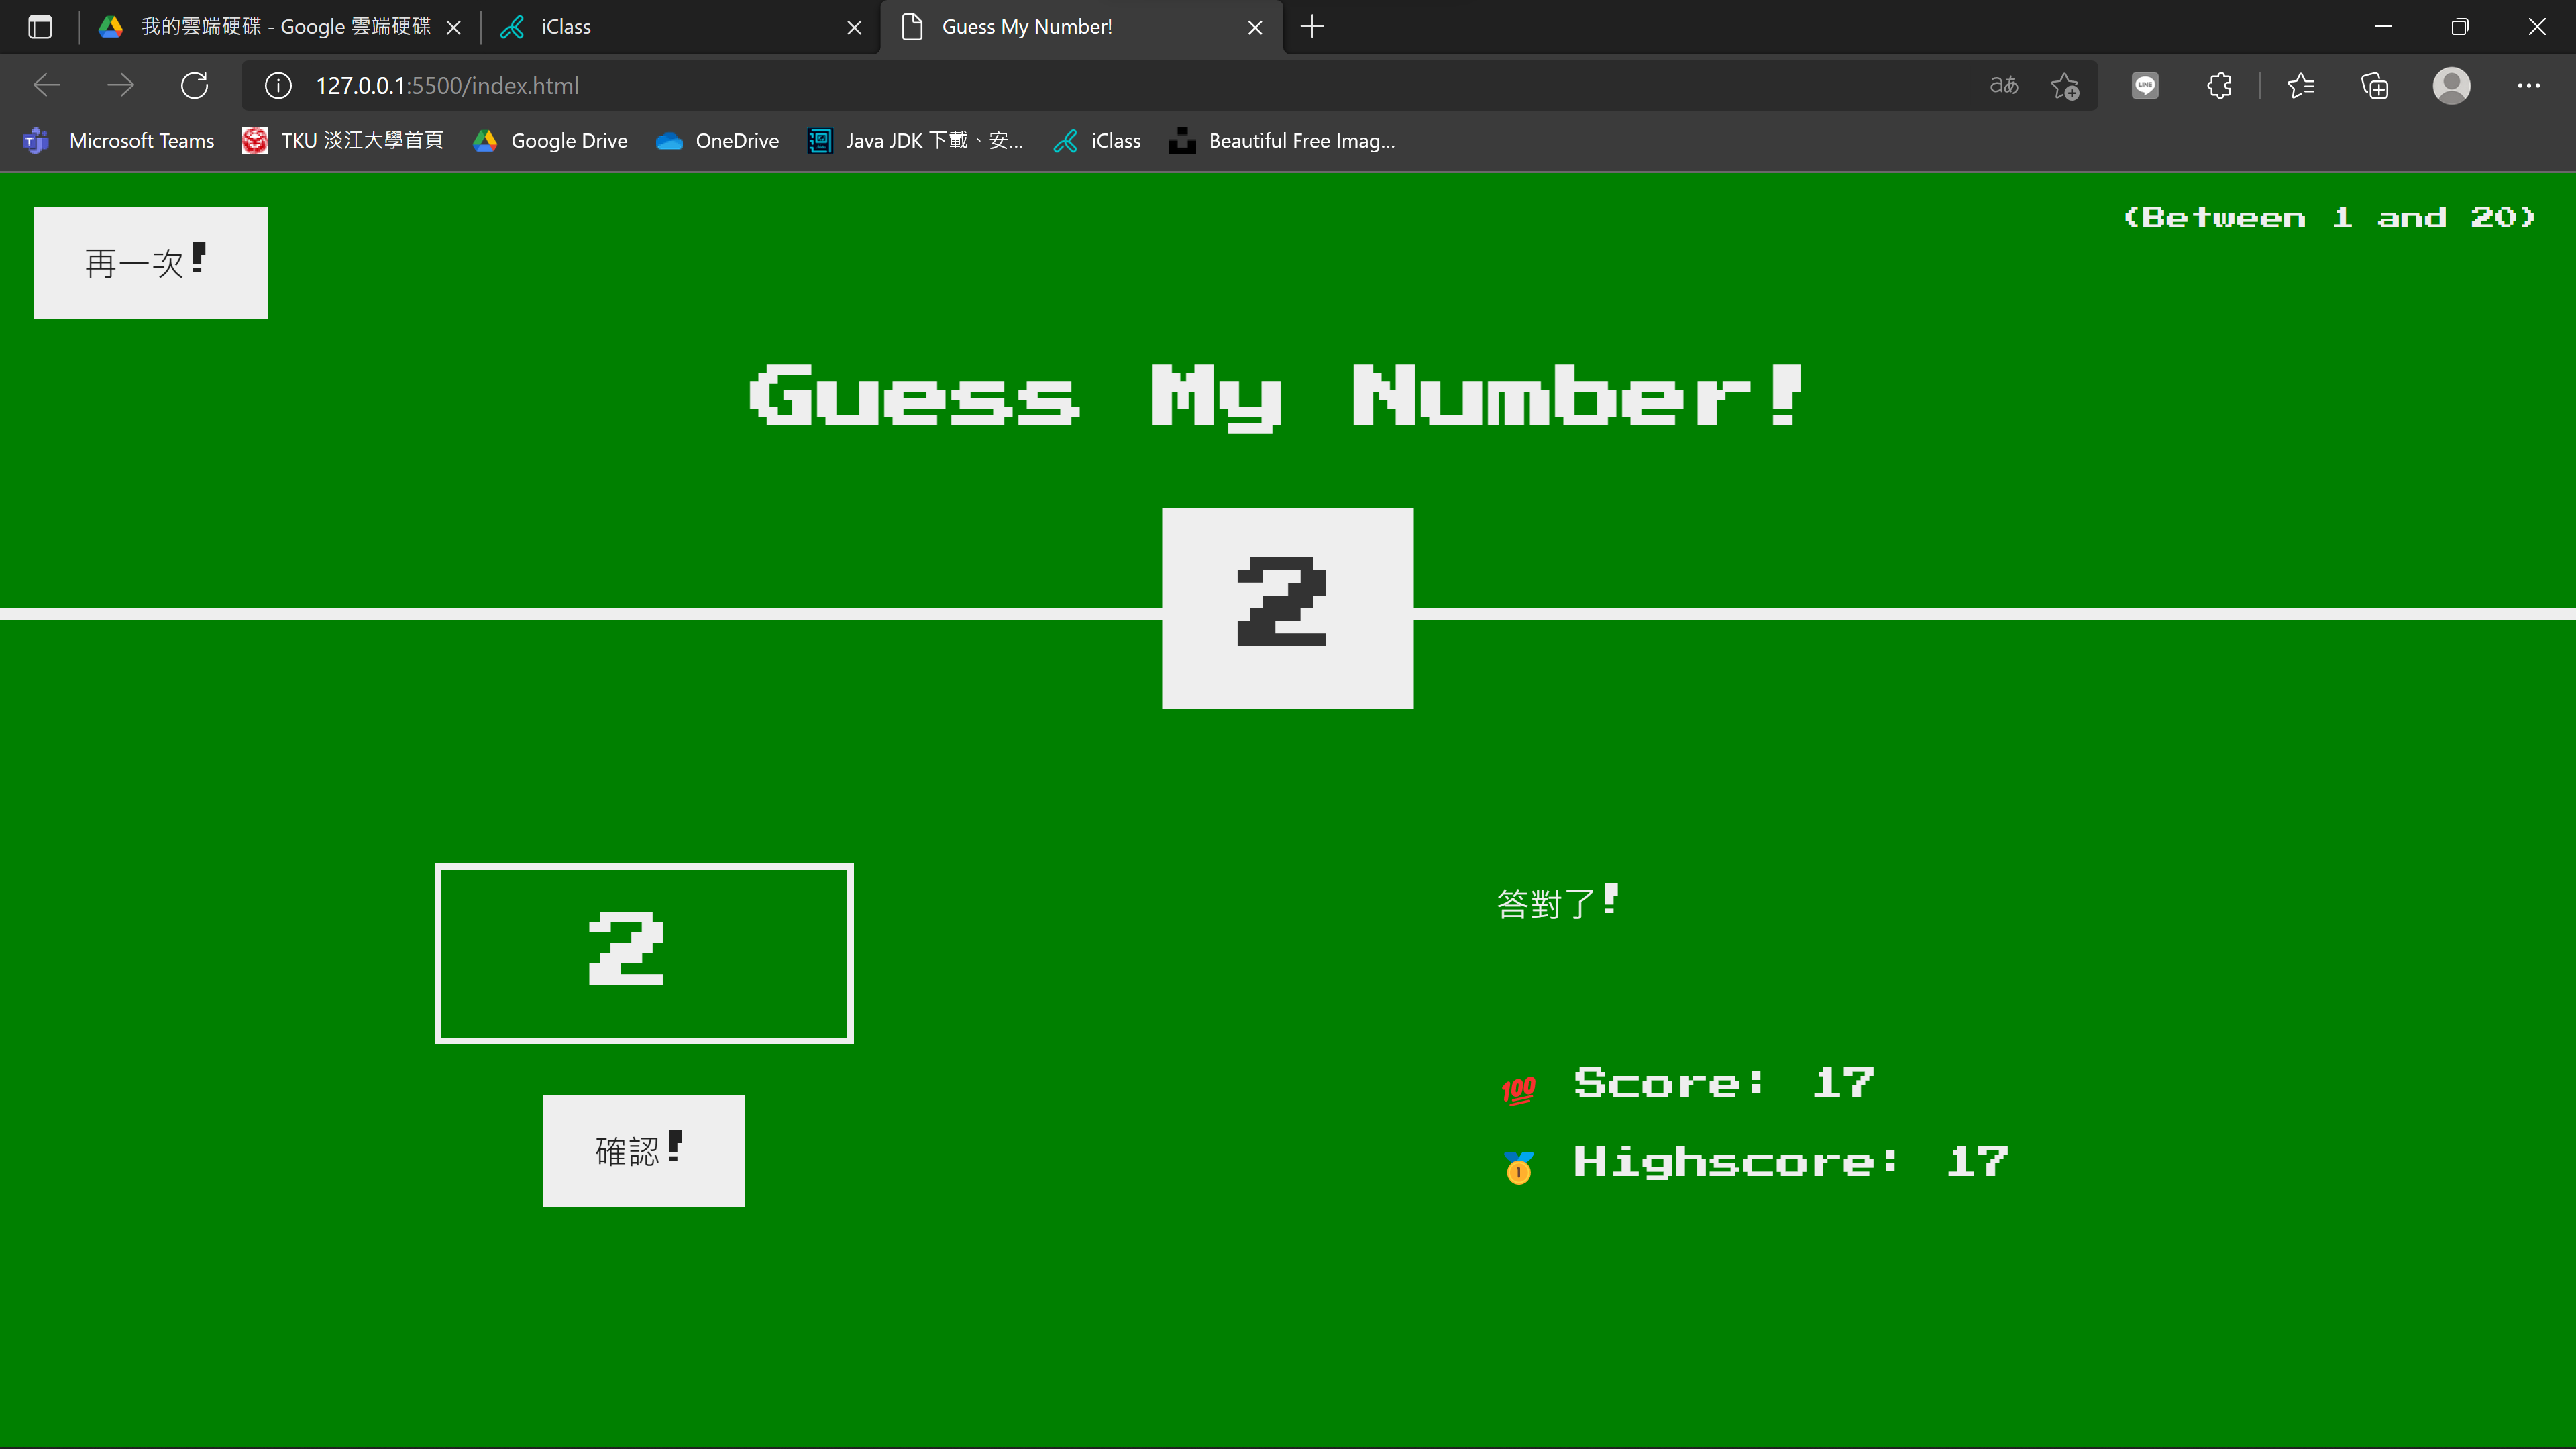 我的雲端硬碟 - Google 雲端硬碟
iClass
Guess My Number!
127.0.0.1:5500/index.html
aあ
LINE
Microsoft Teams
TKU 淡江大學首頁
Google Drive
OneDrive
Java JDK 下載、安...
iClass
Beautiful Free Imag...
再一次!
(Between 1 and 20)
Guess My Number!
2
2
答對了!
確認!
💯 Score: 17
🥇 Highscore: 17